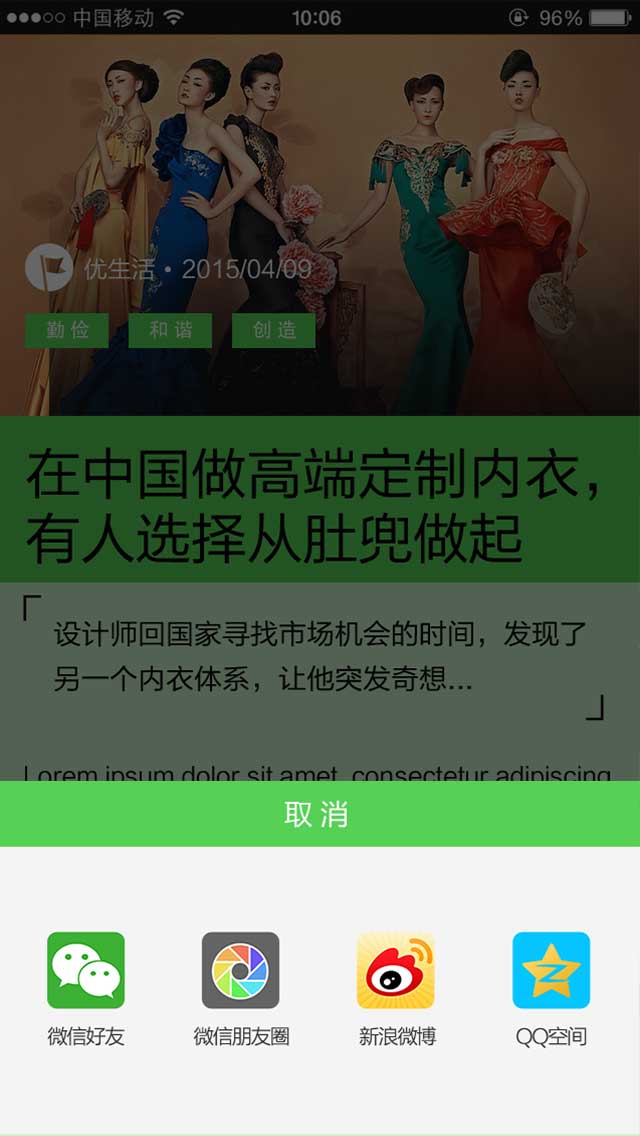 中国移动 10:06 96%
优生活 • 2015/04/09
勤俭 和谐 创造
在中国做高端定制内衣，
有人选择从肚兜做起
「设计师回国家寻找市场机会的时间，发现了
另一个内衣体系，让他突发奇想...」
Lorem ipsum dolor sit amet, consectetur adipiscing
取消
微信好友 微信朋友圈 新浪微博 QQ空间